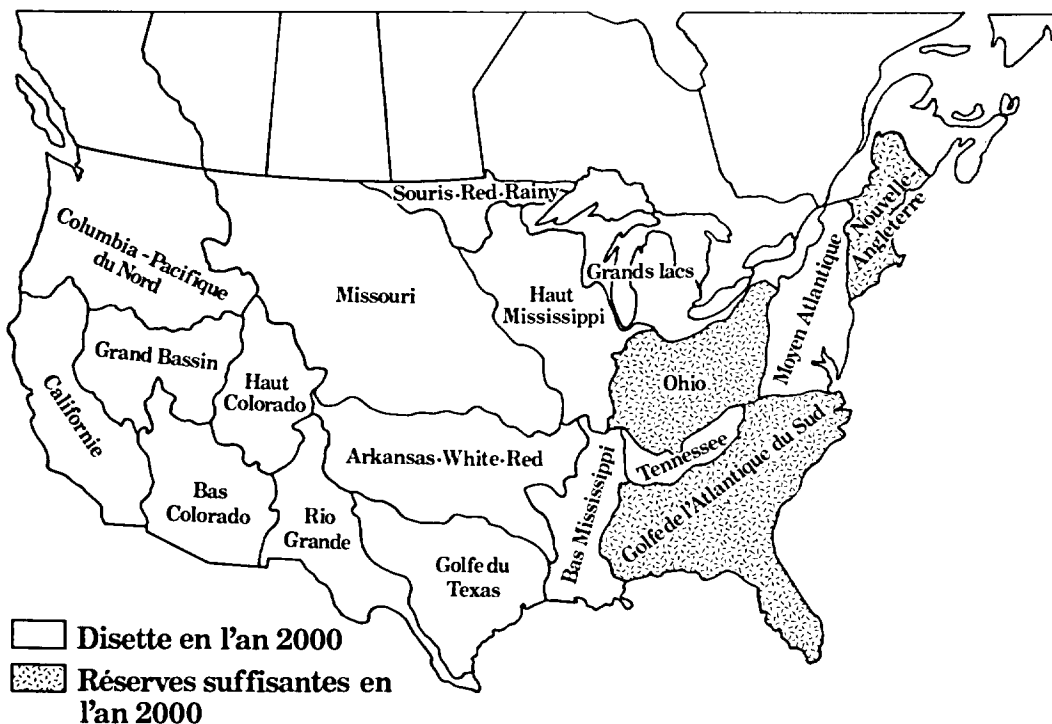 Souris-Red-Rainy
Columbia-Pacifique
du Nord
Missouri
Haut
Mississippi
Grands lacs
Nouvelle
Angleterre
Moyen Atlantique
Grand Bassin
Haut
Colorado
Ohio
Californie
Arkansas-White-Red
Tennessee
Bas
Colorado
Rio
Grande
Golfe du
Texas
Bas Mississippi
Golfe de l'Atlantique du Sud
Disette en l'an 2000
Réserves suffisantes en
l'an 2000